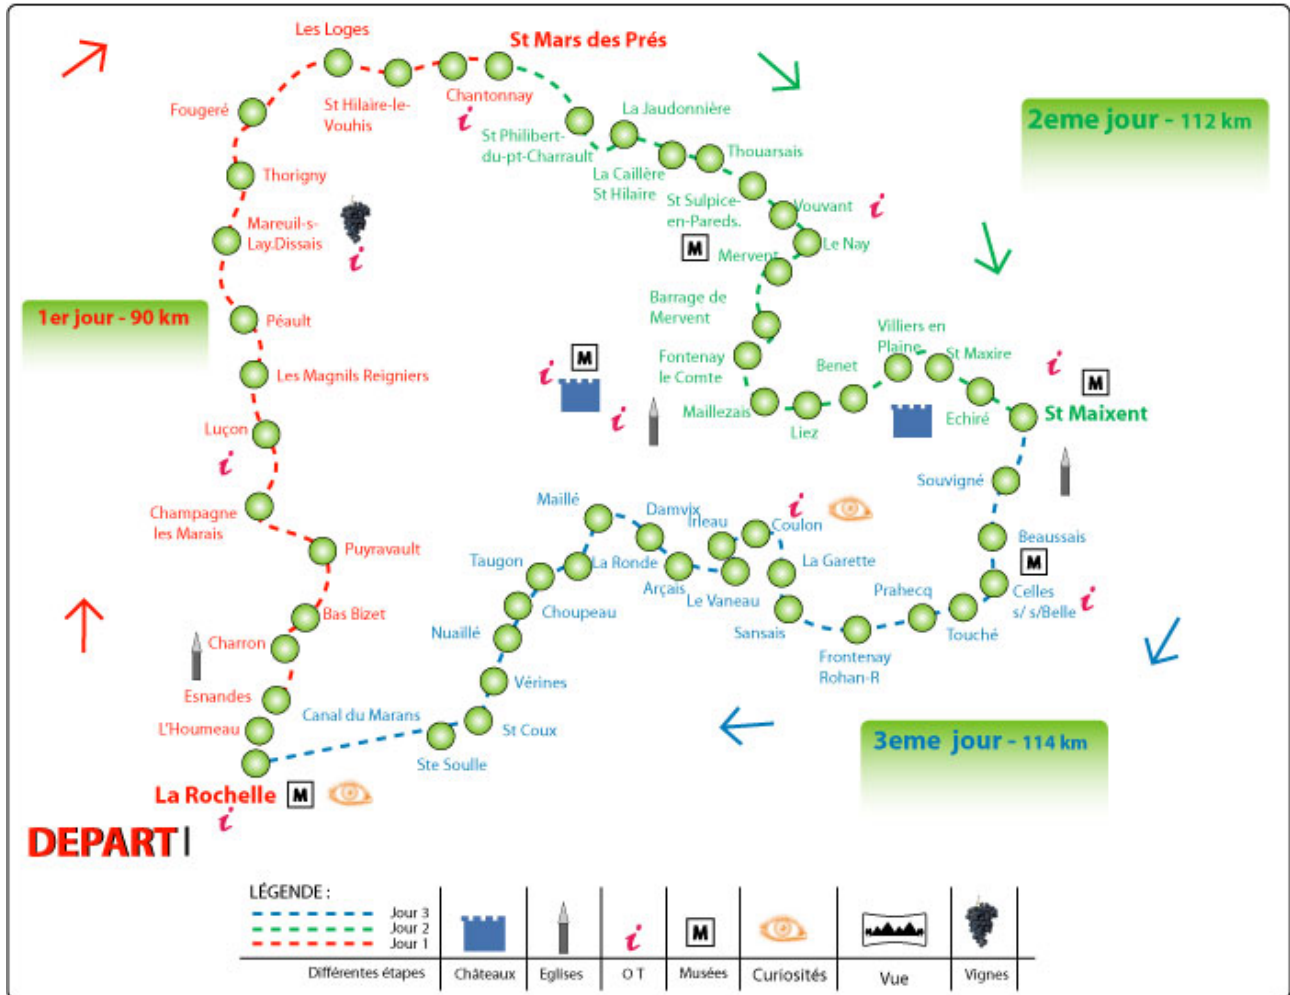 Les Loges
St Mars des Prés
Fougeré
St Hilaire-le-
Vouhis
Chantonnay
i
La Jaudonnière
St Philibert-
du-pt-Charrault
Thouarsais
La Caillère
St Hilaire
2eme jour - 112 km
Thorigny
St Sulpice-
en-Pareds.
Vouvant
i
Mareuil-s-
Lay.Dissais
i
M
Mervent
Le Nay
1er jour - 90 km
Péault
Barrage de
Mervent
Villiers en
Plaine
St Maxire
Les Magnils Reigniers
i
M
Fontenay
le Comte
Benet
i
M
Luçon
i
i
Maillezais
Liez
Echiré
St Maixent
Souvigné
Champagne
les Marais
Puyravault
Maillé
Damvix
Irleau
i
Coulon
Beaussais
M
Taugon
La Ronde
Arçais
Le Vaneau
La Garette
Celles
s/ s/Belle
i
Prahecq
Touché
Bas Bizet
Choupeau
Sansais
Charron
Nuaillé
Frontenay
Rohan-R
Esnandes
Vérines
L'Houmeau
Canal du Marans
St Coux
Ste Soulle
3eme jour - 114 km
La Rochelle
M
i
DEPART
LÉGENDE :
Jour 3
Jour 2
Jour 1
i
M
Différentes étapes
Châteaux
Eglises
O T
Musées
Curiosités
Vue
Vignes